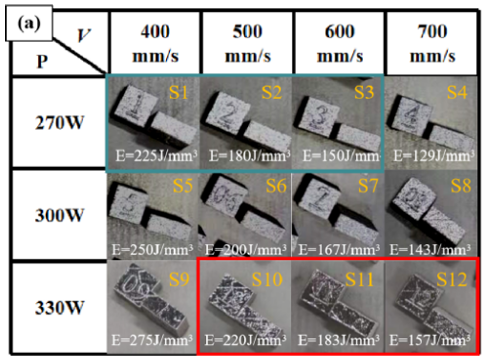 (a)
V
P
400 mm/s
500 mm/s
600 mm/s
700 mm/s
270W
S1
S2
S3
S4
E=225J/mm³
E=180J/mm³
E=150J/mm
E=129J/mm³
300W
S5
S6
S7
S8
E=250J/mm³
E=200J/mm³
E=167J/mm³
E=143J/mm³
330W
S9
S10
S11
S12
E=275J/mm³
E=220J/mm³
E=183J/mm³
E=157J/mm³